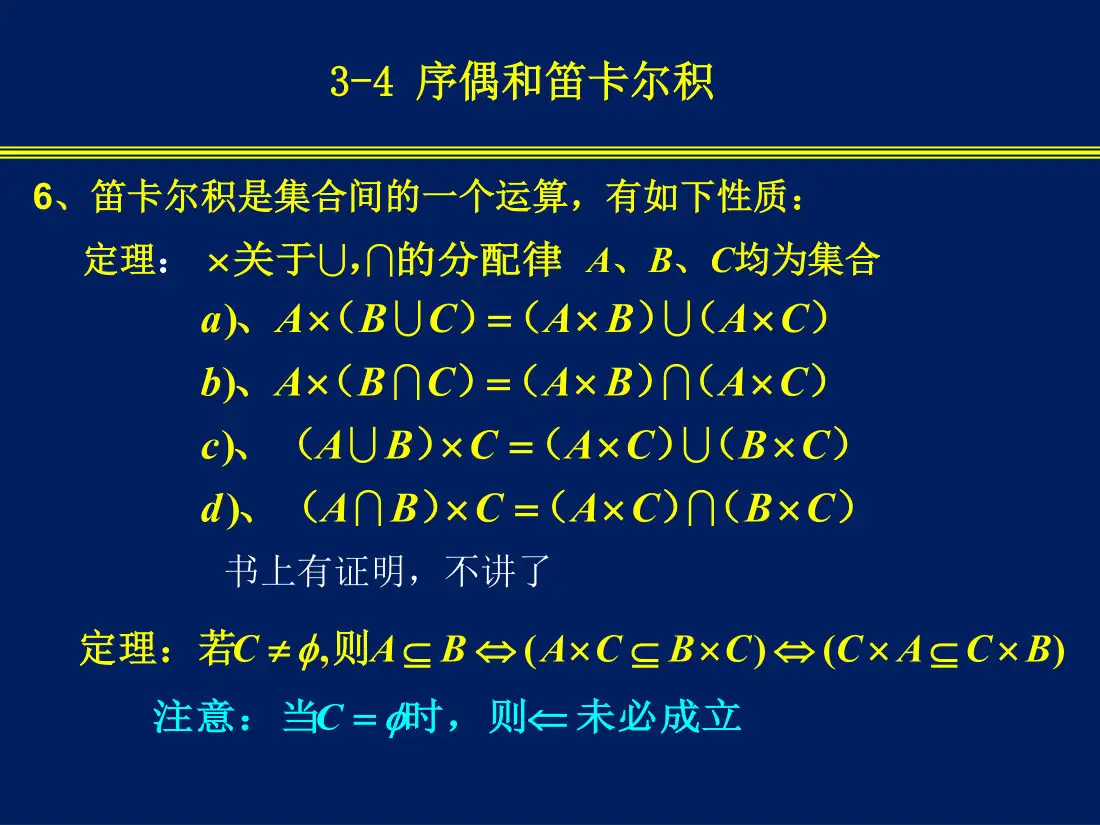 3-4 序偶和笛卡尔积
6、笛卡尔积是集合间的一个运算，有如下性质：
定理： ×关于⋃,⋂的分配律 A、B、C均为集合
a)、A×（B⋃C）=（A×B）⋃（A×C）
b)、A×（B⋂C）=（A×B）⋂（A×C）
c)、（A⋃B）×C=（A×C）⋃（B×C）
d)、（A⋂B）×C=（A×C）⋂（B×C）
书上有证明，不讲了
定理：若C≠ϕ,则A⊆B⇔(A×C⊆B×C)⇔(C×A⊆C×B)
注意：当C=ϕ时，则⇐未必成立